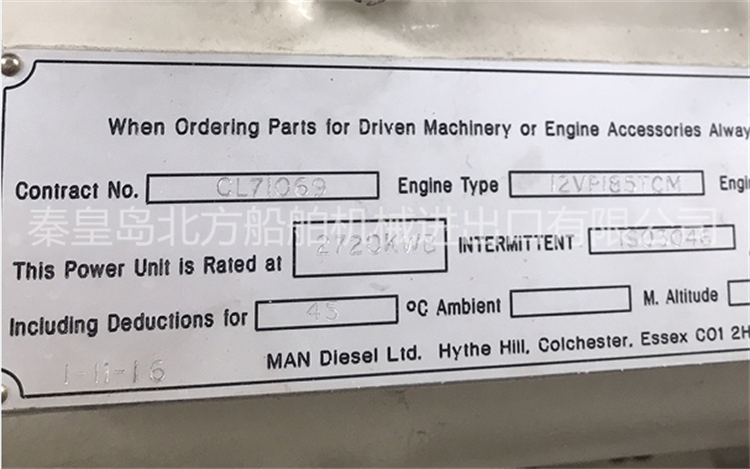 When Ordering Parts for Driven Machinery or Engine Accessories Alway
Contract No. CL71069 Engine Type 12VP185TCM Engi
秦皇岛北方船舶机械进出口有限公司
This Power Unit is Rated at 2720KWB INTERMITTENT ISO3046
Including Deductions for 45 °C Ambient M. Altitude
1-11-16 MAN Diesel Ltd. Hythe Hill, Colchester, Essex CO1 2H